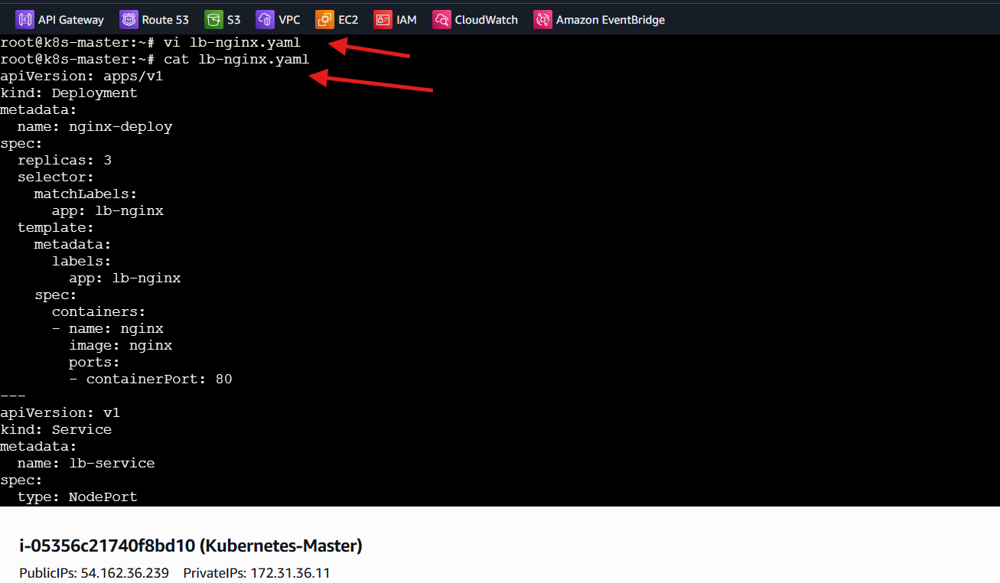 API Gateway Route 53 S3 VPC EC2 IAM CloudWatch Amazon EventBridge
root@k8s-master:~# vi lb-nginx.yaml
root@k8s-master:~# cat lb-nginx.yaml
apiVersion: apps/v1
kind: Deployment
metadata:
  name: nginx-deploy
spec:
  replicas: 3
  selector:
    matchLabels:
      app: lb-nginx
  template:
    metadata:
      labels:
        app: lb-nginx
    spec:
      containers:
      - name: nginx
        image: nginx
        ports:
        - containerPort: 80
---
apiVersion: v1
kind: Service
metadata:
  name: lb-service
spec:
  type: NodePort
i-05356c21740f8bd10 (Kubernetes-Master)
PublicIPs: 54.162.36.239 PrivateIPs: 172.31.36.11